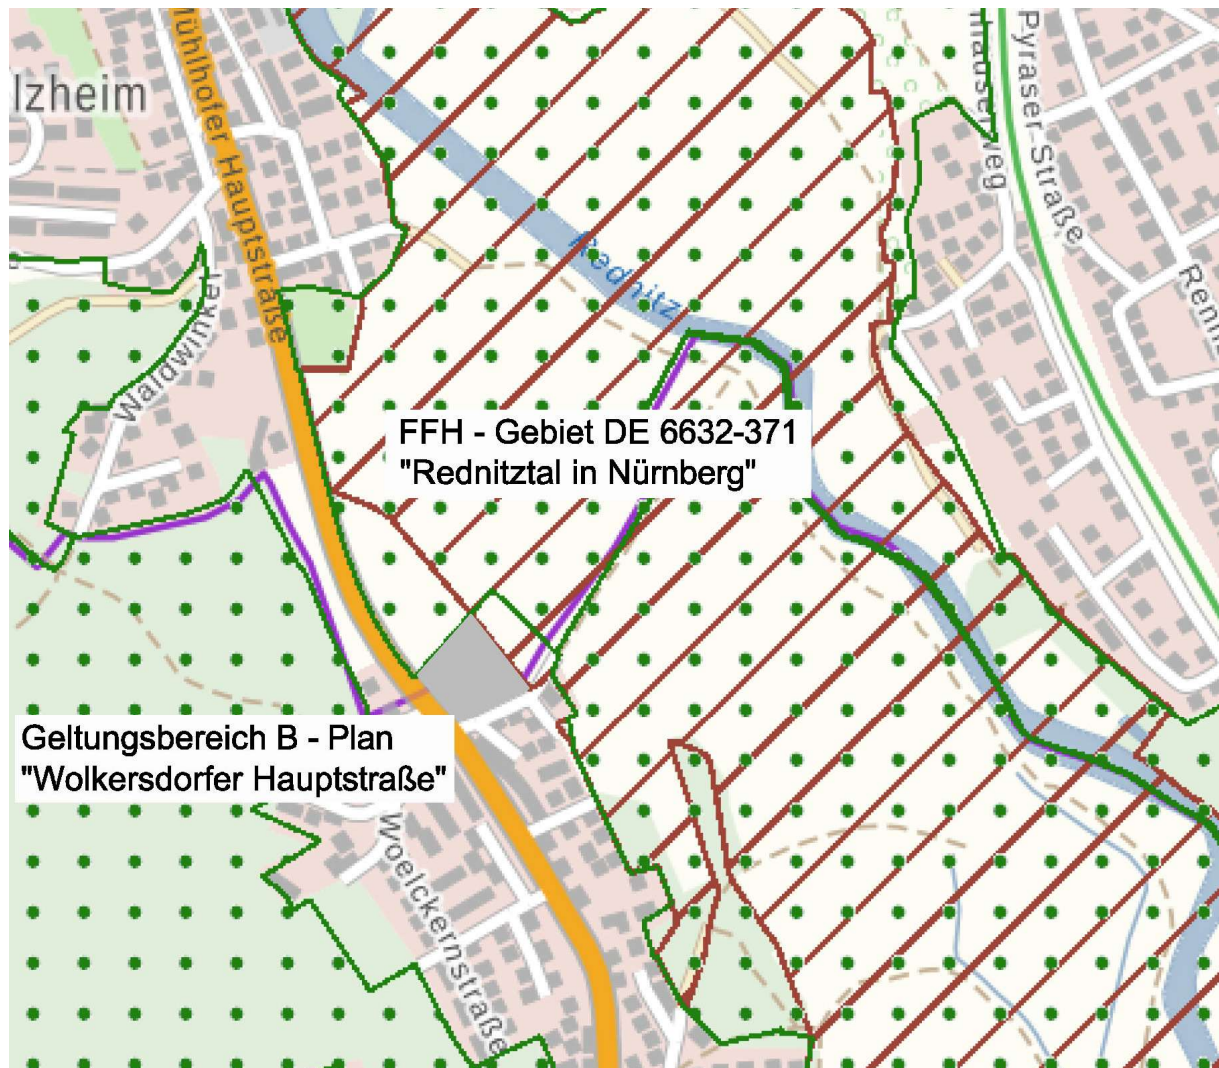 lzheim
Mühlhofer Hauptstraße
Pyraser-Straße
Rednitz
Waldwinkel
FFH - Gebiet DE 6632-371
"Rednitztal in Nürnberg"
Geltungsbereich B - Plan
"Wolkersdorfer Hauptstraße"
Woelckernstraße